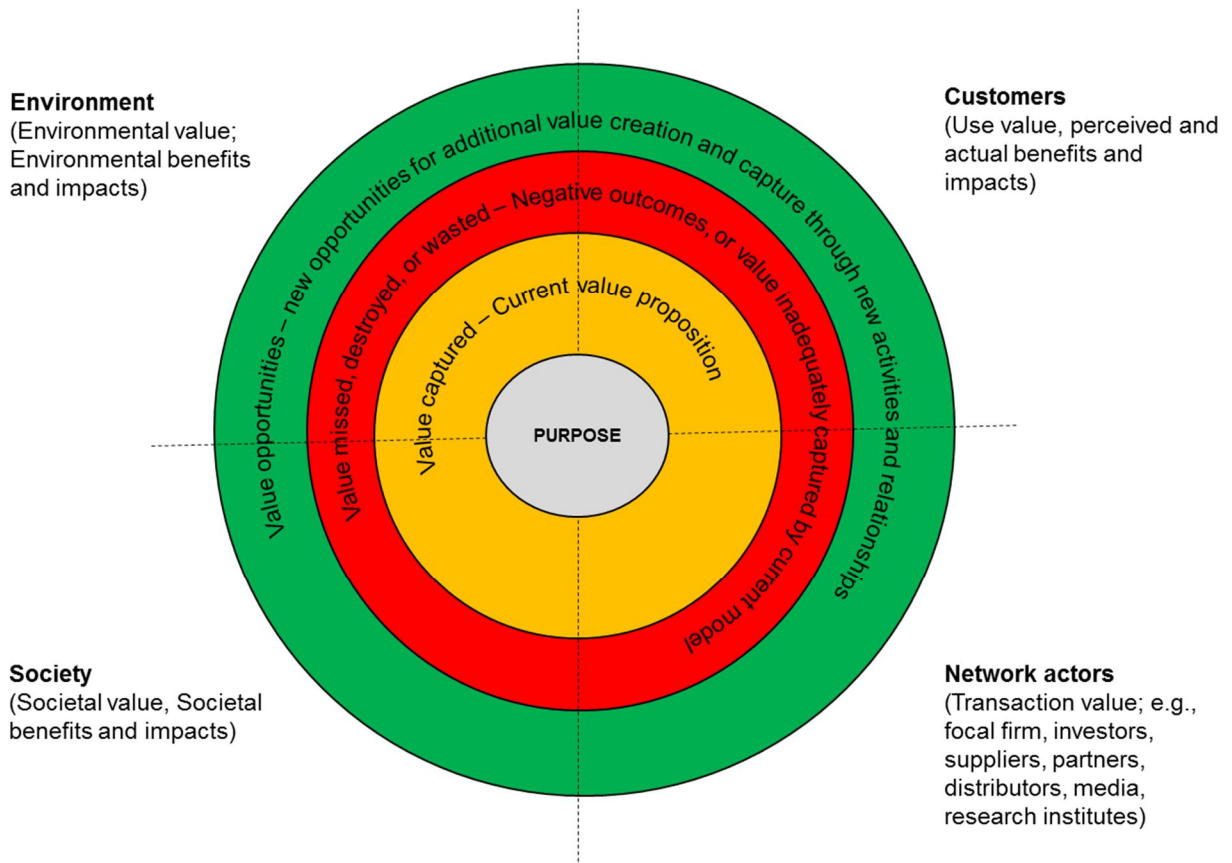 Environment
(Environmental value;
Environmental benefits
and impacts)
Customers
(Use value, perceived and
actual benefits and
impacts)
Value opportunities – new opportunities for additional value creation and capture through new activities and relationships
Value missed, destroyed, or wasted – Negative outcomes, or value inadequately captured by current model
Value captured – Current value proposition
PURPOSE
Society
(Societal value, Societal
benefits and impacts)
Network actors
(Transaction value; e.g.,
focal firm, investors,
suppliers, partners,
distributors, media,
research institutes)